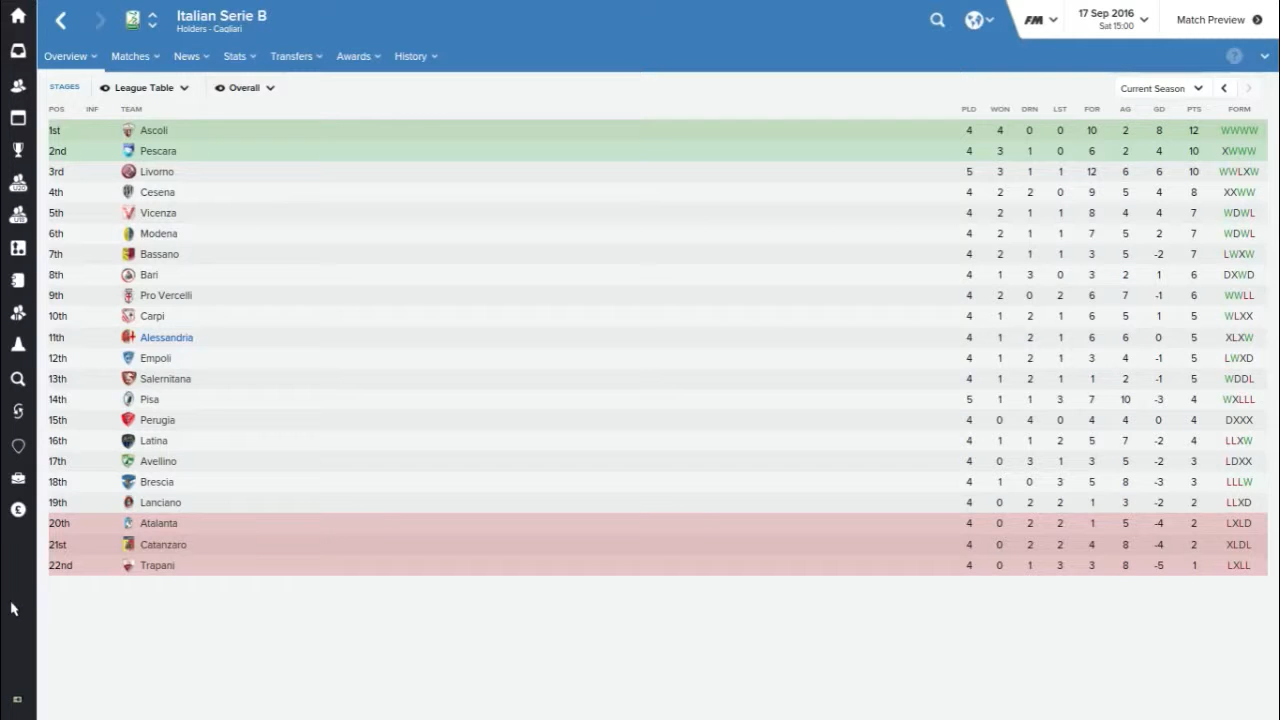 Italian Serie B
Holders - Cagliari
FM
17 Sep 2016
Sat 15:00
Match Preview
Overview Matches News Stats Transfers Awards History
STAGES League Table Overall Current Season
POS INF TEAM PLD WON DRN LST FOR AG GD PTS FORM
1st Ascoli 4 4 0 0 10 2 8 12 WWWW
2nd Pescara 4 3 1 0 6 2 4 10 XWWW
3rd Livorno 5 3 1 1 12 6 6 10 WWLXW
4th Cesena 4 2 2 0 9 5 4 8 XXWW
5th Vicenza 4 2 1 1 8 4 4 7 WDWL
6th Modena 4 2 1 1 7 5 2 7 WDWL
7th Bassano 4 2 1 1 3 5 -2 7 LWXW
8th Bari 4 1 3 0 3 2 1 6 DXWD
9th Pro Vercelli 4 2 0 2 6 7 -1 6 WWLL
10th Carpi 4 1 2 1 6 5 1 5 WLXX
11th Alessandria 4 1 2 1 6 6 0 5 XLXW
12th Empoli 4 1 2 1 3 4 -1 5 LWXD
13th Salernitana 4 1 2 1 1 2 -1 5 WDDL
14th Pisa 5 1 1 3 7 10 -3 4 WXLLL
15th Perugia 4 0 4 0 4 4 0 4 DXXX
16th Latina 4 1 1 2 5 7 -2 4 LLXW
17th Avellino 4 0 3 1 3 5 -2 3 LDXX
18th Brescia 4 1 0 3 5 8 -3 3 LLLW
19th Lanciano 4 0 2 2 1 3 -2 2 LLXD
20th Atalanta 4 0 2 2 1 5 -4 2 LXLD
21st Catanzaro 4 0 2 2 4 8 -4 2 XLDL
22nd Trapani 4 0 1 3 3 8 -5 1 LXLL